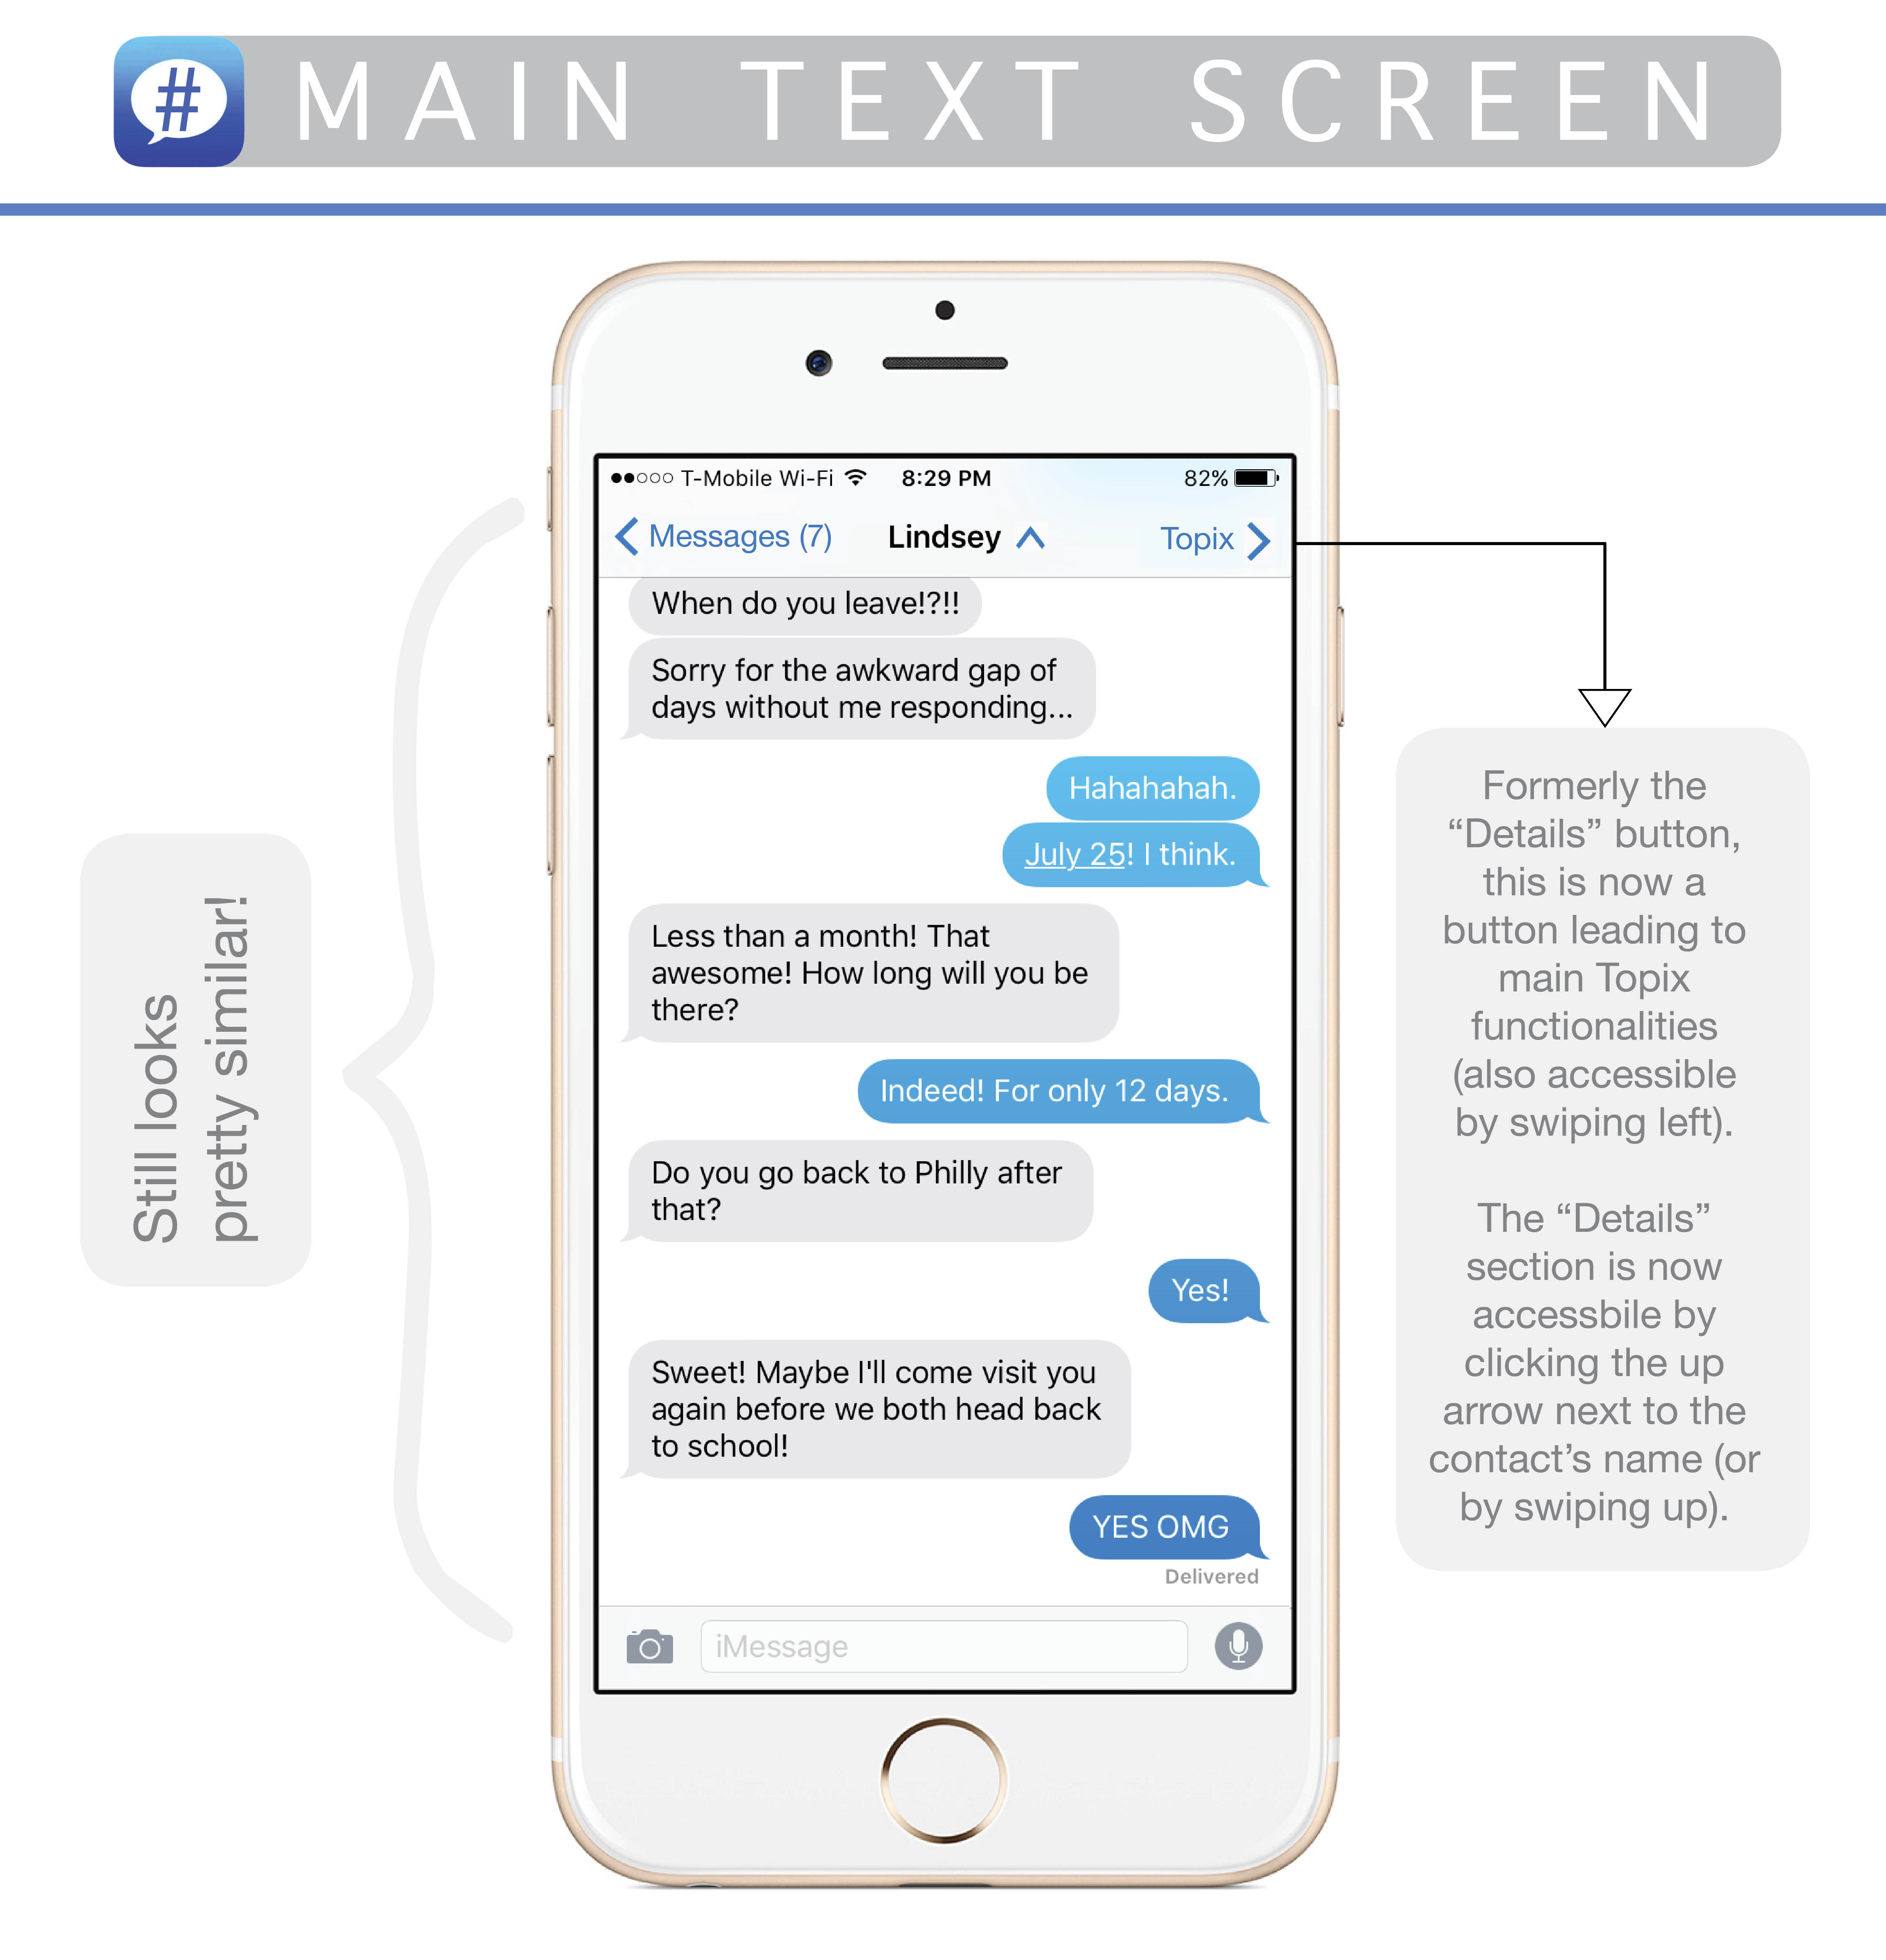 #
MAIN TEXT SCREEN
T-Mobile Wi-Fi 8:29 PM 82%
Messages (7) Lindsey Topix
When do you leave!?!!
Sorry for the awkward gap of
days without me responding...
Hahahahah.
July 25! I think.
Less than a month! That
awesome! How long will you be
there?
Indeed! For only 12 days.
Do you go back to Philly after
that?
Yes!
Sweet! Maybe I'll come visit you
again before we both head back
to school!
YES OMG
Delivered
iMessage
Still looks
pretty similar!
Formerly the
“Details” button,
this is now a
button leading to
main Topix
functionalities
(also accessible
by swiping left).
The “Details”
section is now
accessbile by
clicking the up
arrow next to the
contact’s name (or
by swiping up).